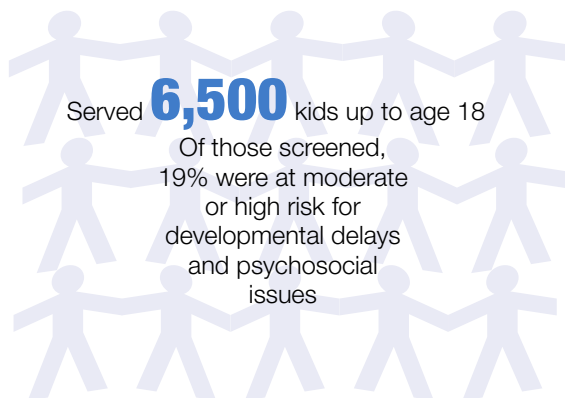 Served 6,500 kids up to age 18
Of those screened,
19% were at moderate
or high risk for
developmental delays
and psychosocial
issues